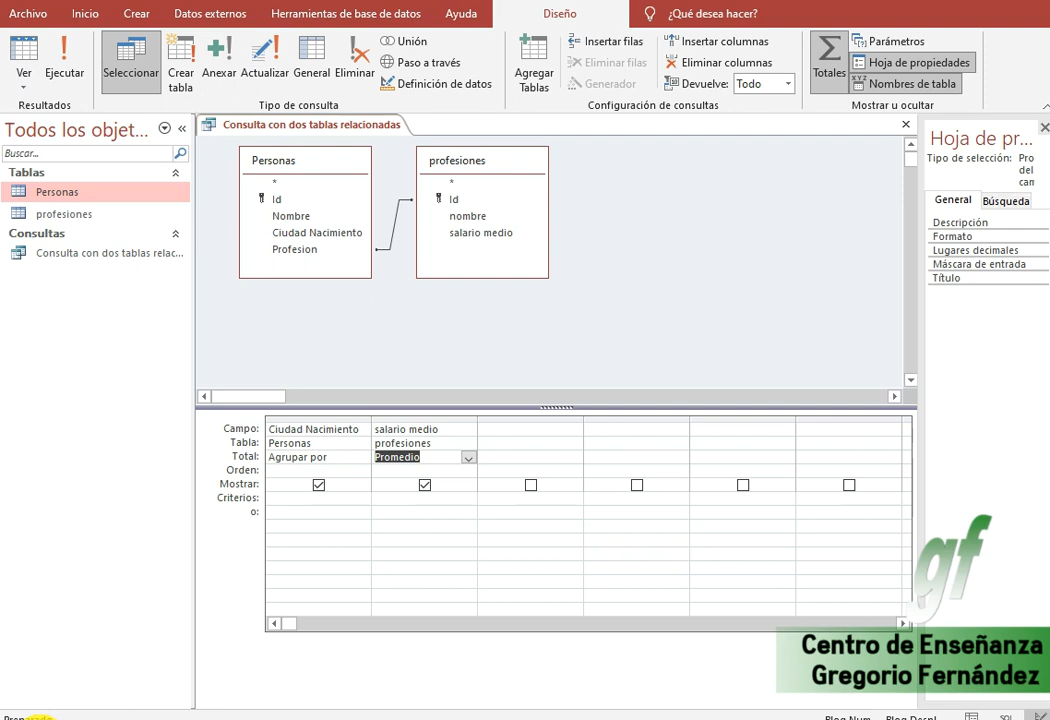 Archivo Inicio Crear Datos externos Herramientas de base de datos Ayuda Diseño ¿Qué desea hacer?
Ver Ejecutar Seleccionar Crear tabla Anexar Actualizar General Eliminar
Unión
Paso a través
Definición de datos
Agregar Tablas
Insertar filas
Eliminar filas
Generador
Insertar columnas
Eliminar columnas
Devuelve: Todo
Totales
Parámetros
Hoja de propiedades
Nombres de tabla
Resultados Tipo de consulta Configuración de consultas Mostrar u ocultar
Todos los objet...
Buscar...
Tablas
Personas
profesiones
Consultas
Consulta con dos tablas relac...
Consulta con dos tablas relacionadas
Personas
*
Id
Nombre
Ciudad Nacimiento
Profesion
profesiones
*
Id
nombre
salario medio
Campo: Ciudad Nacimiento salario medio
Tabla: Personas profesiones
Total: Agrupar por Promedio
Orden:
Mostrar:
Criterios:
o:
Hoja de pr...
Tipo de selección: Pro
del
cam
General Búsqueda
Descripción
Formato
Lugares decimales
Máscara de entrada
Título
gf
Centro de Enseñanza
Gregorio Fernández
Preparado